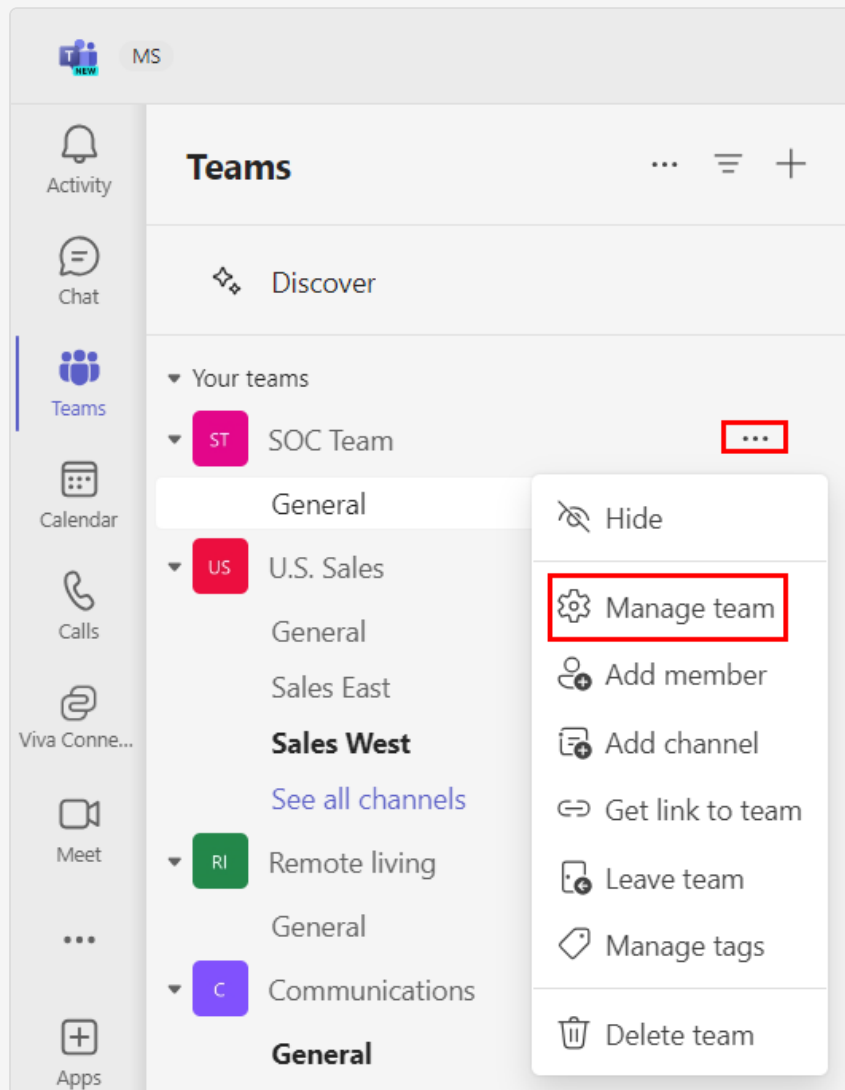 T
NEW
MS
Activity
Chat
Teams
Calendar
Calls
Viva Conne...
Meet
...
Apps
Teams
...
Discover
Your teams
ST SOC Team ...
General
US U.S. Sales
General
Sales East
Sales West
See all channels
RI Remote living
General
C Communications
General
Hide
Manage team
Add member
Add channel
Get link to team
Leave team
Manage tags
Delete team